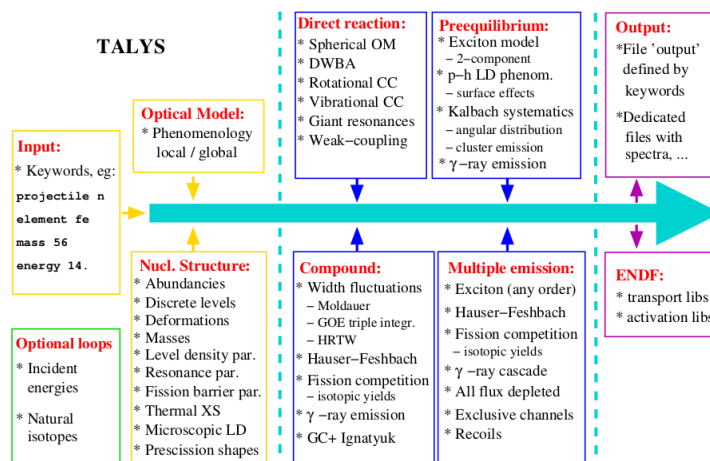 TALYS
Input:
* Keywords, eg:
projectile n
element fe
mass 56
energy 14.
Optional loops
* Incident
energies
* Natural
isotopes
Optical Model:
* Phenomenology
local / global
Nucl. Structure:
* Abundancies
* Discrete levels
* Deformations
* Masses
* Level density par.
* Resonance par.
* Fission barrier par.
* Thermal XS
* Microscopic LD
* Prescission shapes
Direct reaction:
* Spherical OM
* DWBA
* Rotational CC
* Vibrational CC
* Giant resonances
* Weak−coupling
Compound:
* Width fluctuations
− Moldauer
− GOE triple integr.
− HRTW
* Hauser−Feshbach
* Fission competition
− isotopic yields
* γ −ray emission
* GC+ Ignatyuk
Preequilibrium:
* Exciton model
− 2−component
* p−h LD phenom.
− surface effects
* Kalbach systematics
− angular distribution
− cluster emission
* γ−ray emission
Multiple emission:
* Exciton (any order)
* Hauser−Feshbach
* Fission competition
− isotopic yields
* γ −ray cascade
* All flux depleted
* Exclusive channels
* Recoils
Output:
*File ’output’
defined by
keywords
*Dedicated
files with
spectra, ...
ENDF:
* transport libs
* activation libs